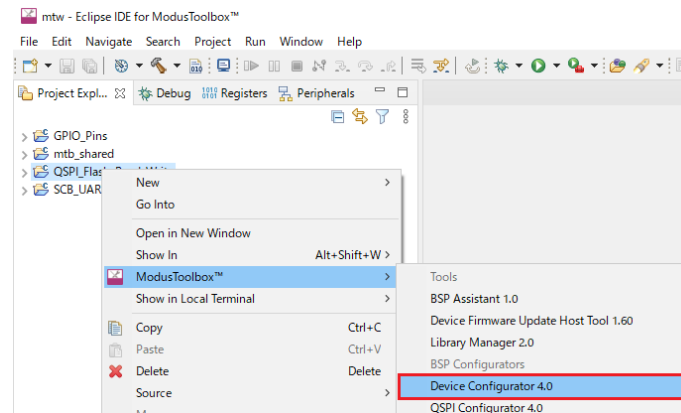 mtw - Eclipse IDE for ModusToolbox™
File Edit Navigate Search Project Run Window Help
Project Expl... Debug Registers Peripherals
GPIO_Pins
mtb_shared
QSPI_Flash_Read_Write
SCB_UAR
New
Go Into
Open in New Window
Show In Alt+Shift+W
ModusToolbox™
Show in Local Terminal
Copy Ctrl+C
Paste Ctrl+V
Delete Delete
Source
Tools
BSP Assistant 1.0
Device Firmware Update Host Tool 1.60
Library Manager 2.0
BSP Configurators
Device Configurator 4.0
QSPI Configurator 4.0